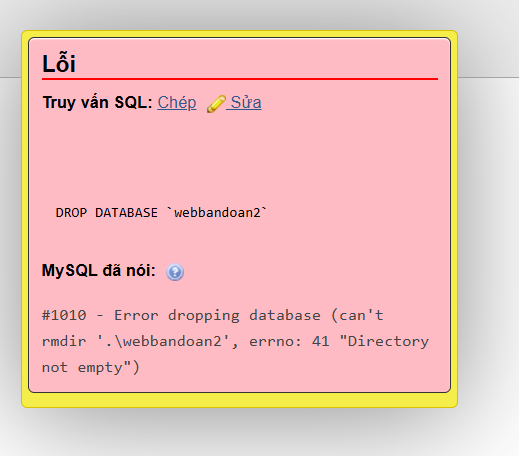 Lỗi
Truy vấn SQL: Chép Sửa
DROP DATABASE `webbandoan2`
MySQL đã nói:
#1010 - Error dropping database (can't
rmdir '.\webbandoan2', errno: 41 "Directory
not empty")